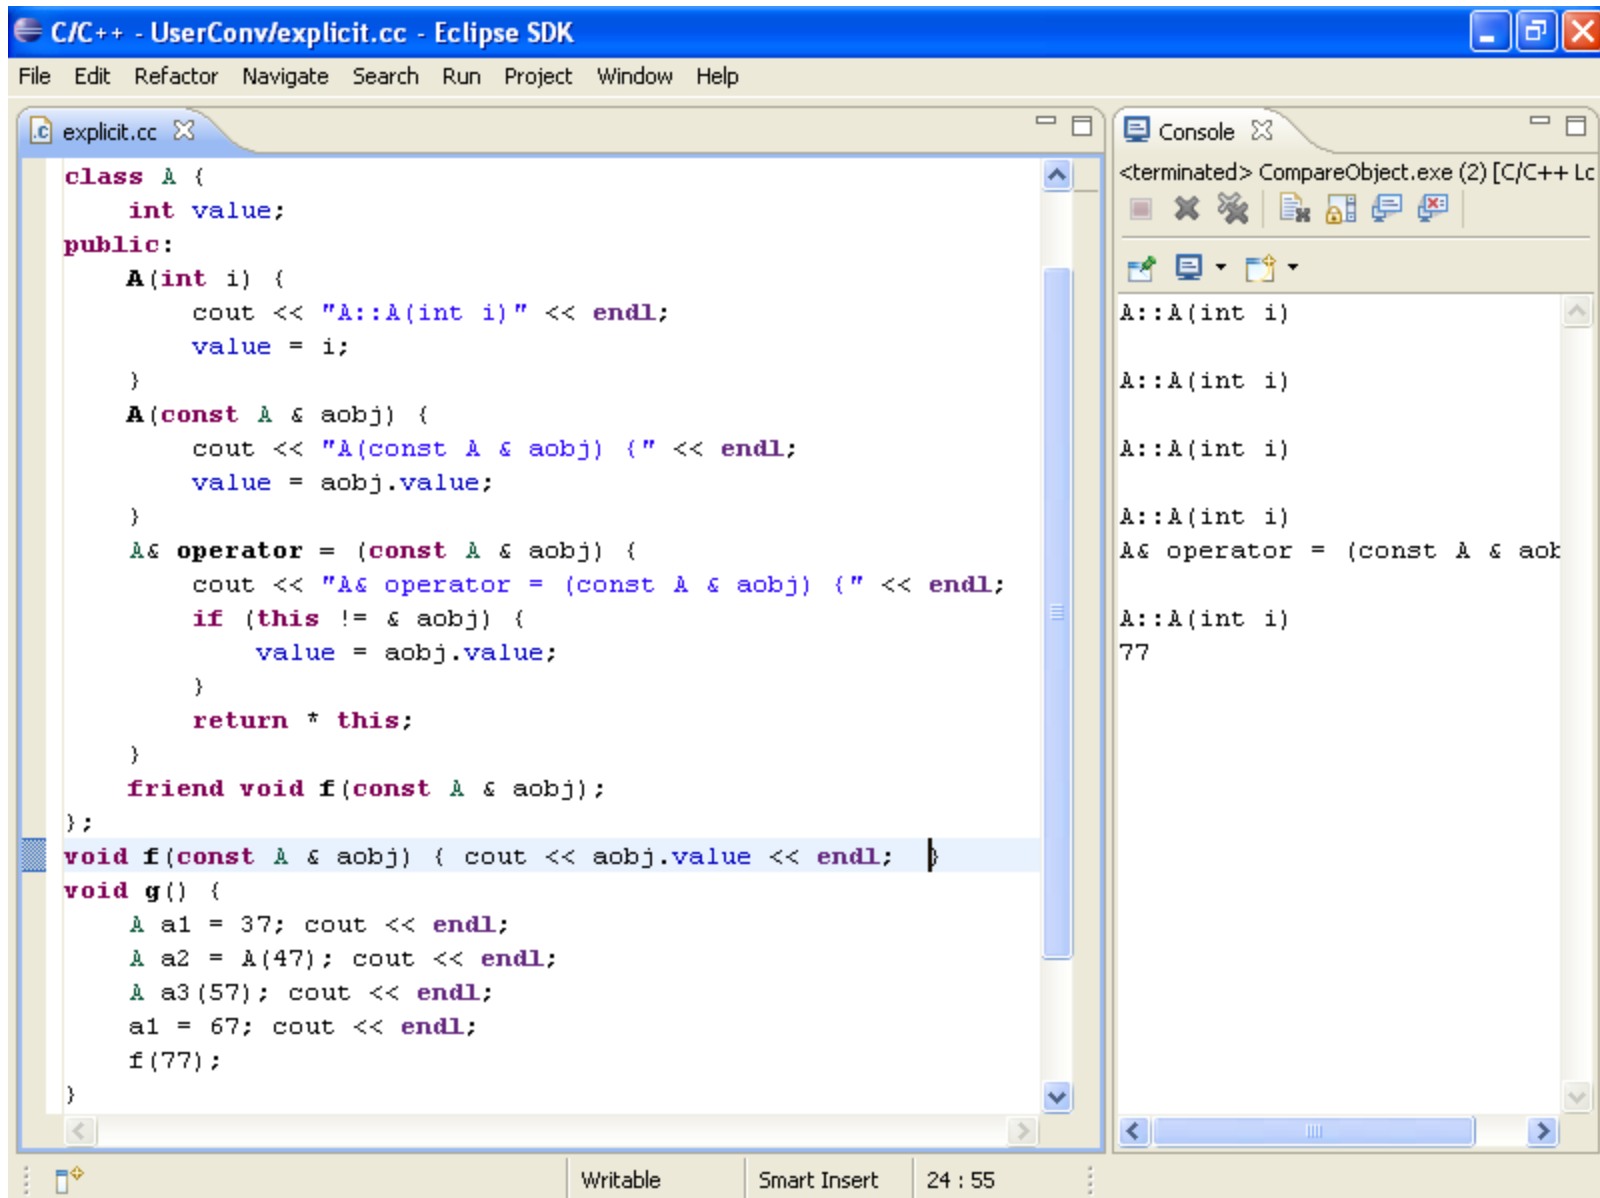 C/C++ - UserConv/explicit.cc - Eclipse SDK
File Edit Refactor Navigate Search Run Project Window Help
explicit.cc
class A {
int value;
public:
A(int i) {
cout << "A::A(int i)" << endl;
value = i;
}
A(const A & aobj) {
cout << "A(const A & aobj) {" << endl;
value = aobj.value;
}
A& operator = (const A & aobj) {
cout << "A& operator = (const A & aobj) {" << endl;
if (this != & aobj) {
value = aobj.value;
}
return * this;
}
friend void f(const A & aobj);
};
void f(const A & aobj) { cout << aobj.value << endl; }
void g() {
A a1 = 37; cout << endl;
A a2 = A(47); cout << endl;
A a3(57); cout << endl;
a1 = 67; cout << endl;
f(77);
}
Console
<terminated> CompareObject.exe (2) [C/C++ Lc
A::A(int i)
A::A(int i)
A::A(int i)
A::A(int i)
A& operator = (const A & aob
A::A(int i)
77
Writable Smart Insert 24 : 55